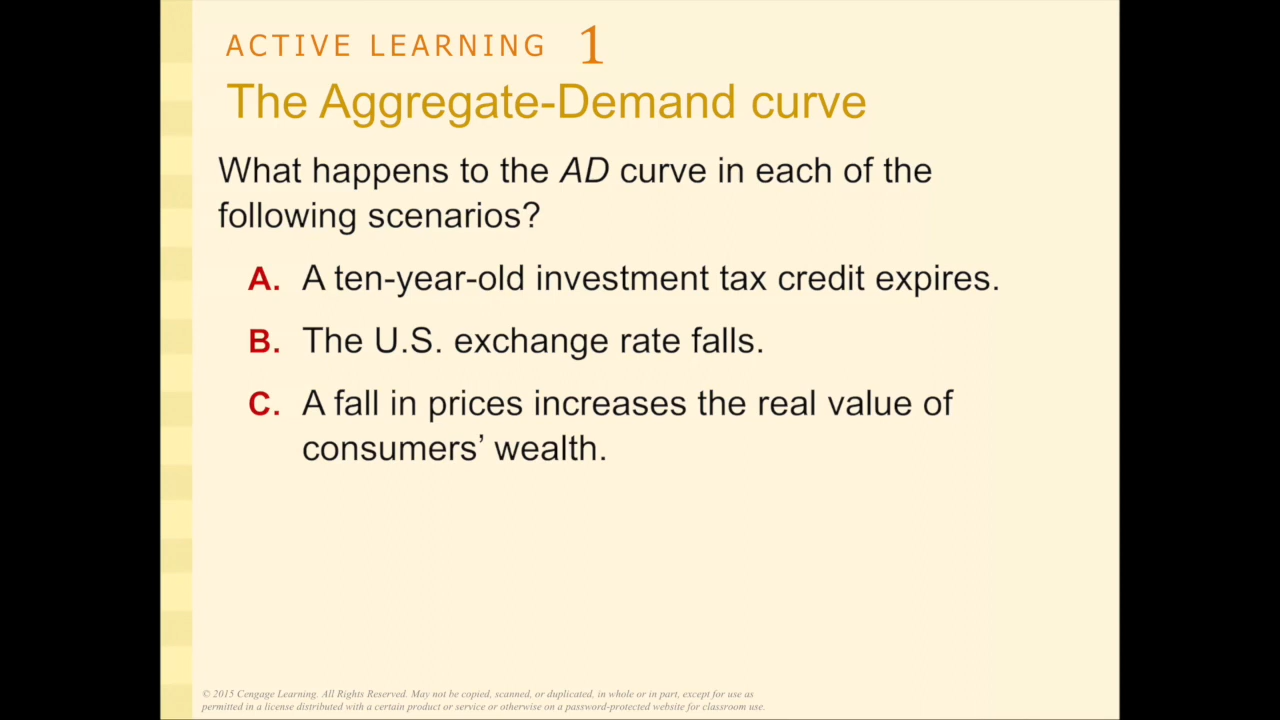 ACTIVE LEARNING 1
The Aggregate-Demand curve
What happens to the AD curve in each of the
following scenarios?
A. A ten-year-old investment tax credit expires.
B. The U.S. exchange rate falls.
C. A fall in prices increases the real value of
consumers’ wealth.
© 2015 Cengage Learning. All Rights Reserved. May not be copied, scanned, or duplicated, in whole or in part, except for use as
permitted in a license distributed with a certain product or service or otherwise on a password-protected website for classroom use.